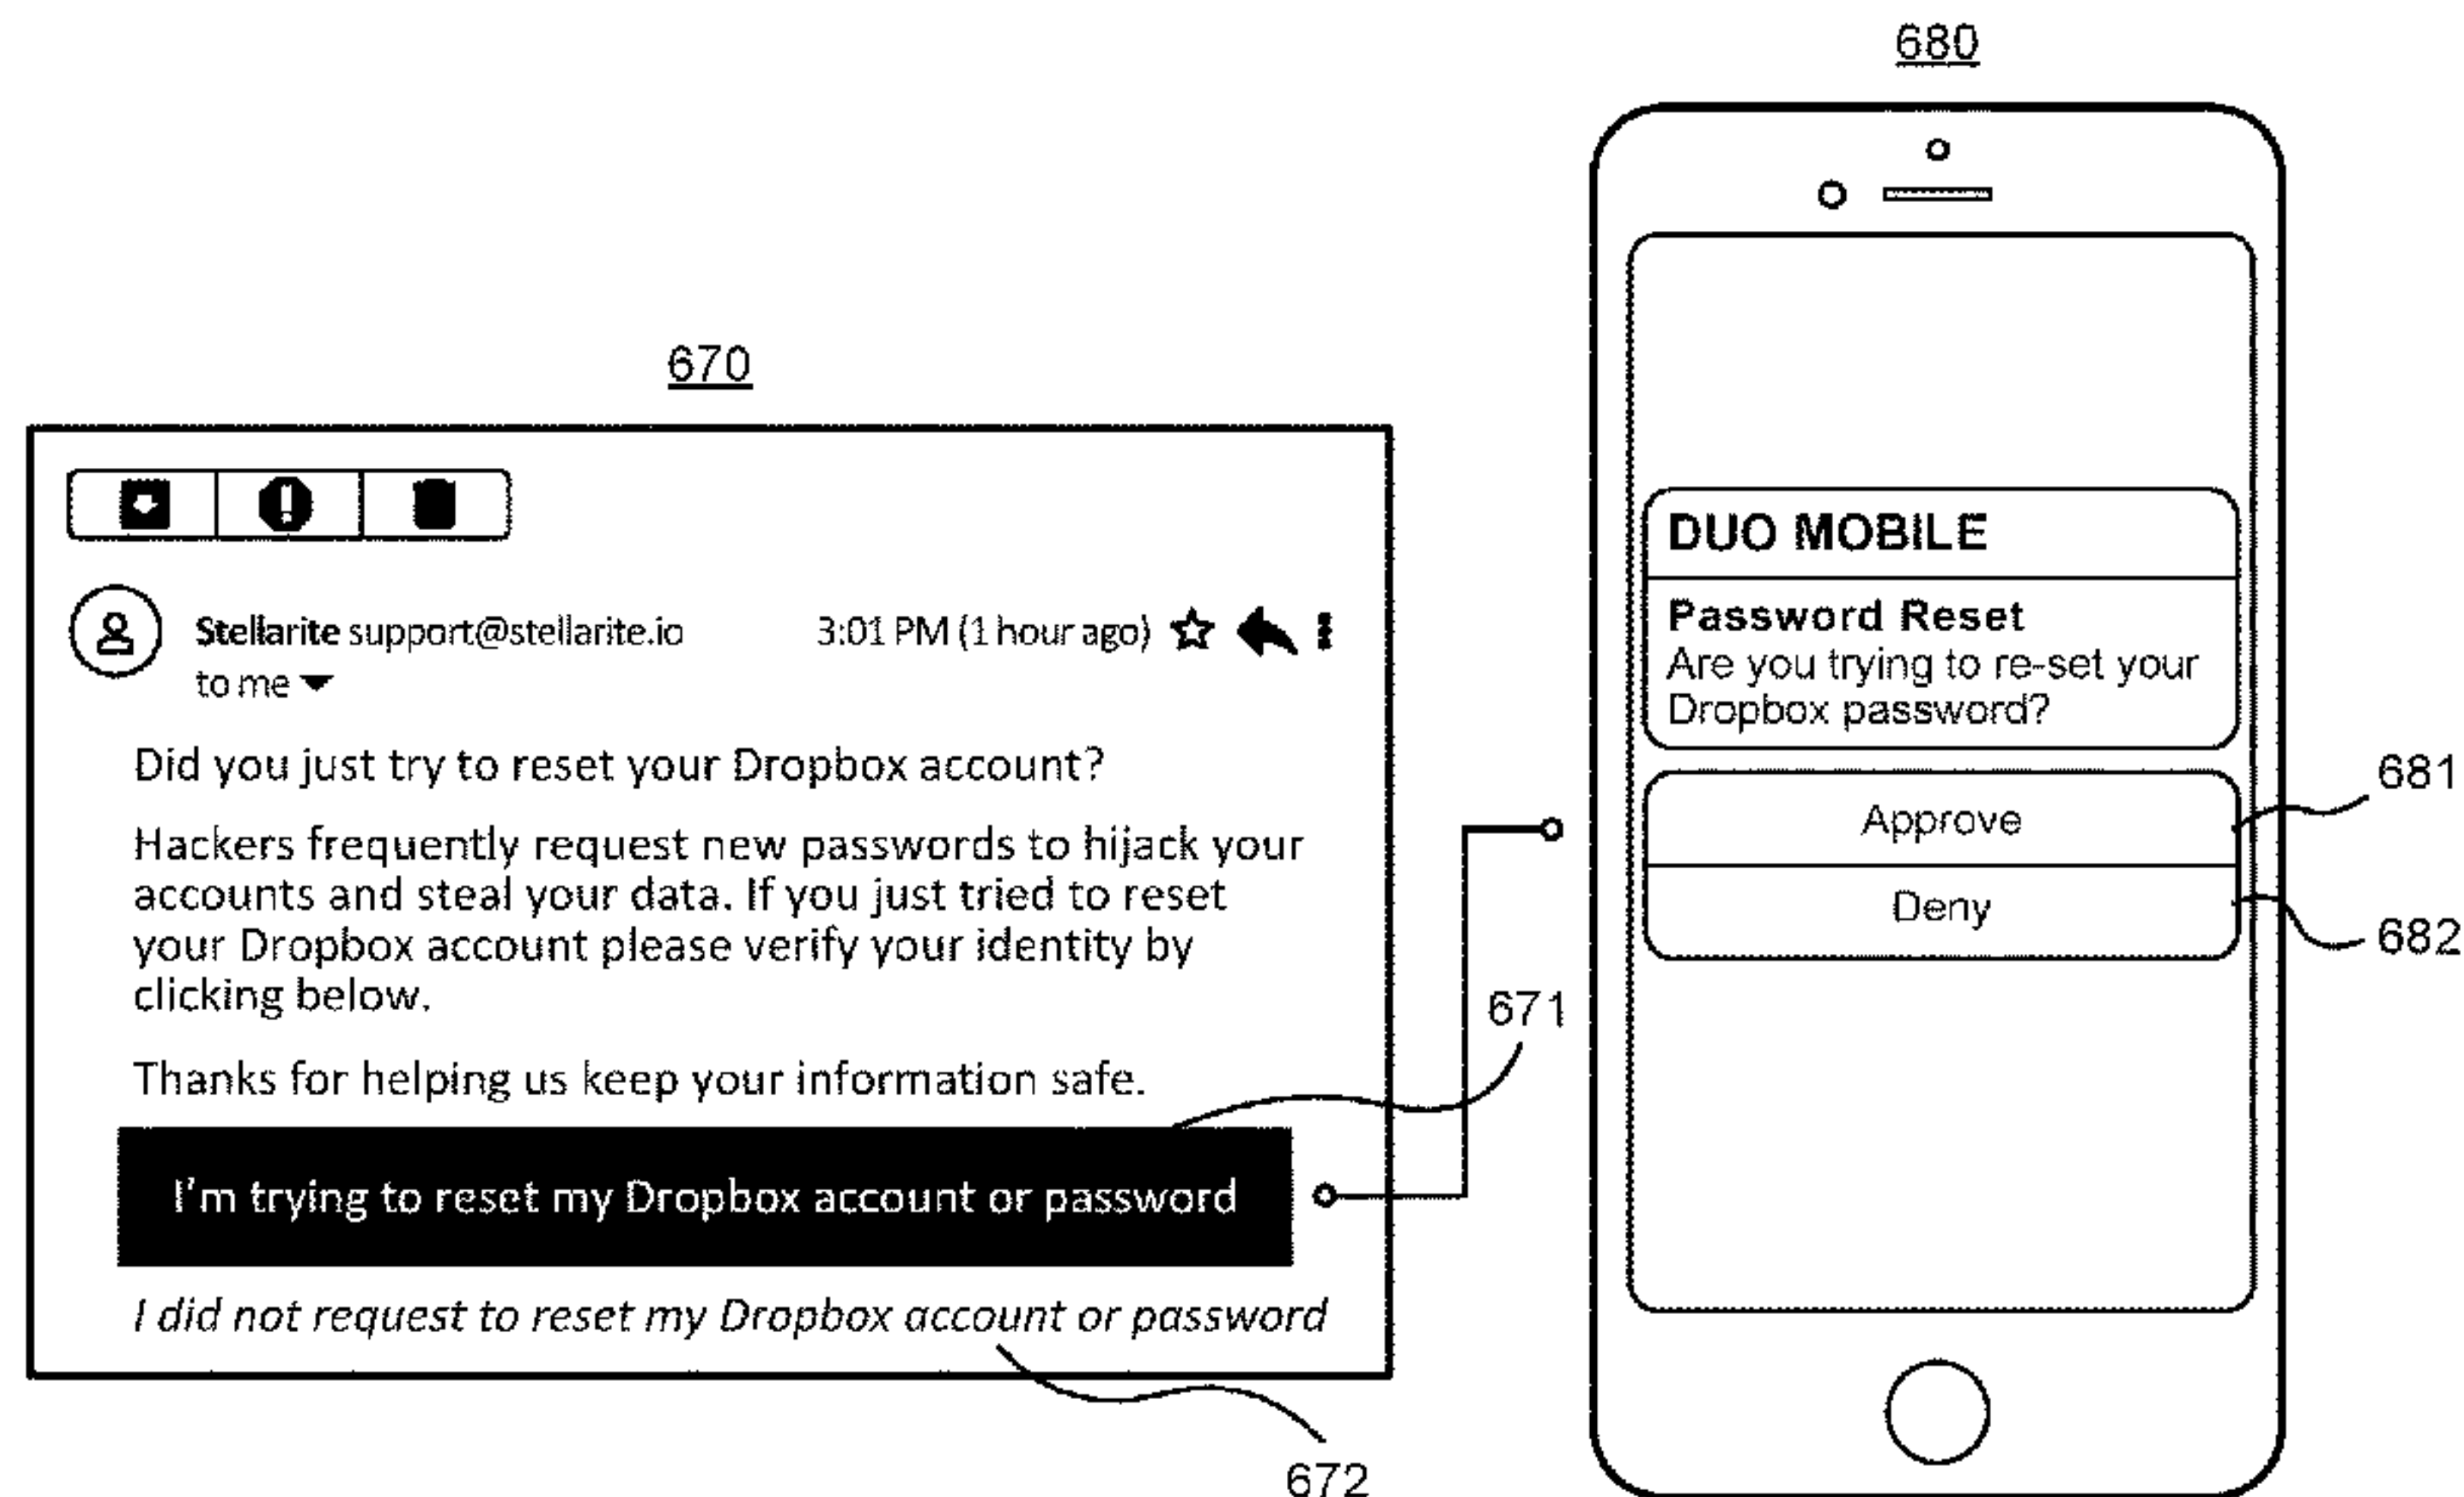 680
670
Stellarite support@stellarite.io 3:01 PM (1 hour ago)
to me
Did you just try to reset your Dropbox account?
Hackers frequently request new passwords to hijack your
accounts and steal your data. If you just tried to reset
your Dropbox account please verify your identity by
clicking below.
Thanks for helping us keep your information safe.
I'm trying to reset my Dropbox account or password
I did not request to reset my Dropbox account or password
671
672
DUO MOBILE
Password Reset
Are you trying to re-set your
Dropbox password?
Approve
Deny
681
682